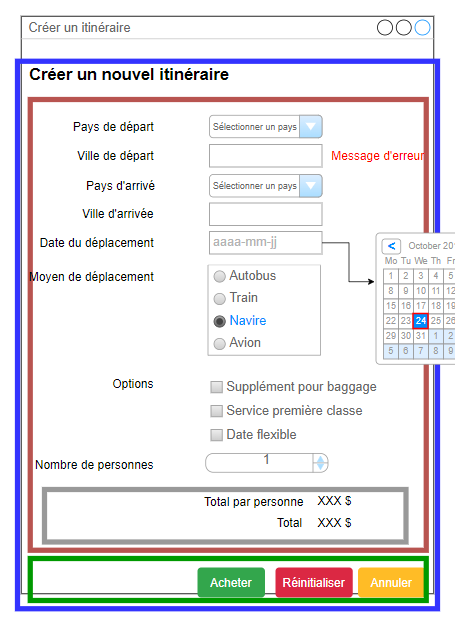 Créer un itinéraire
Créer un nouvel itinéraire
Pays de départ Sélectionner un pays
Ville de départ Message d'erreur
Pays d'arrivé Sélectionner un pays
Ville d'arrivée
Date du déplacement aaaa-mm-jj
< October 201
Mo Tu We Th Fr
1 2 3 4 5
8 9 10 11 12
15 16 17 18 19
22 23 24 25 26
29 30 31 1 2
5 6 7 8 9
Moyen de déplacement
Autobus
Train
Navire
Avion
Options
Supplément pour baggage
Service première classe
Date flexible
Nombre de personnes 1
Total par personne XXX $
Total XXX $
Acheter Réinitialiser Annuler